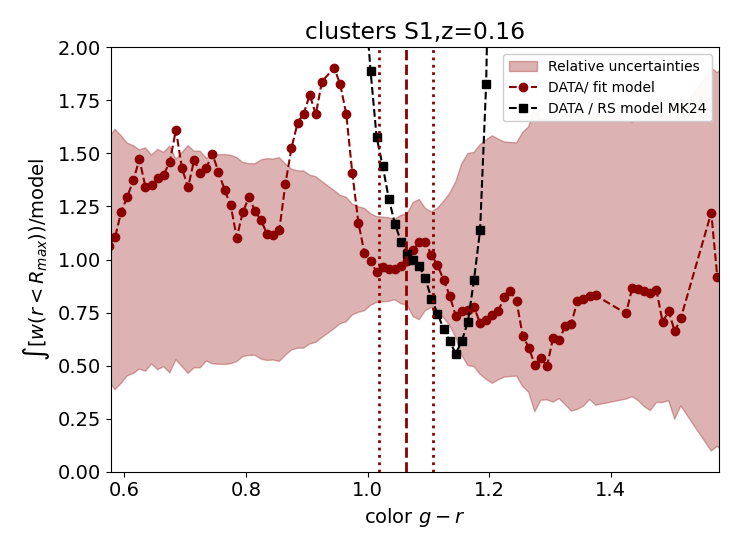 clusters S1,z=0.16
∫[w(r < R_max))/model
2.00
1.75
1.50
1.25
1.00
0.75
0.50
0.25
0.00
Relative uncertainties
DATA/ fit model
DATA / RS model MK24
0.6 0.8 1.0 1.2 1.4
color g − r